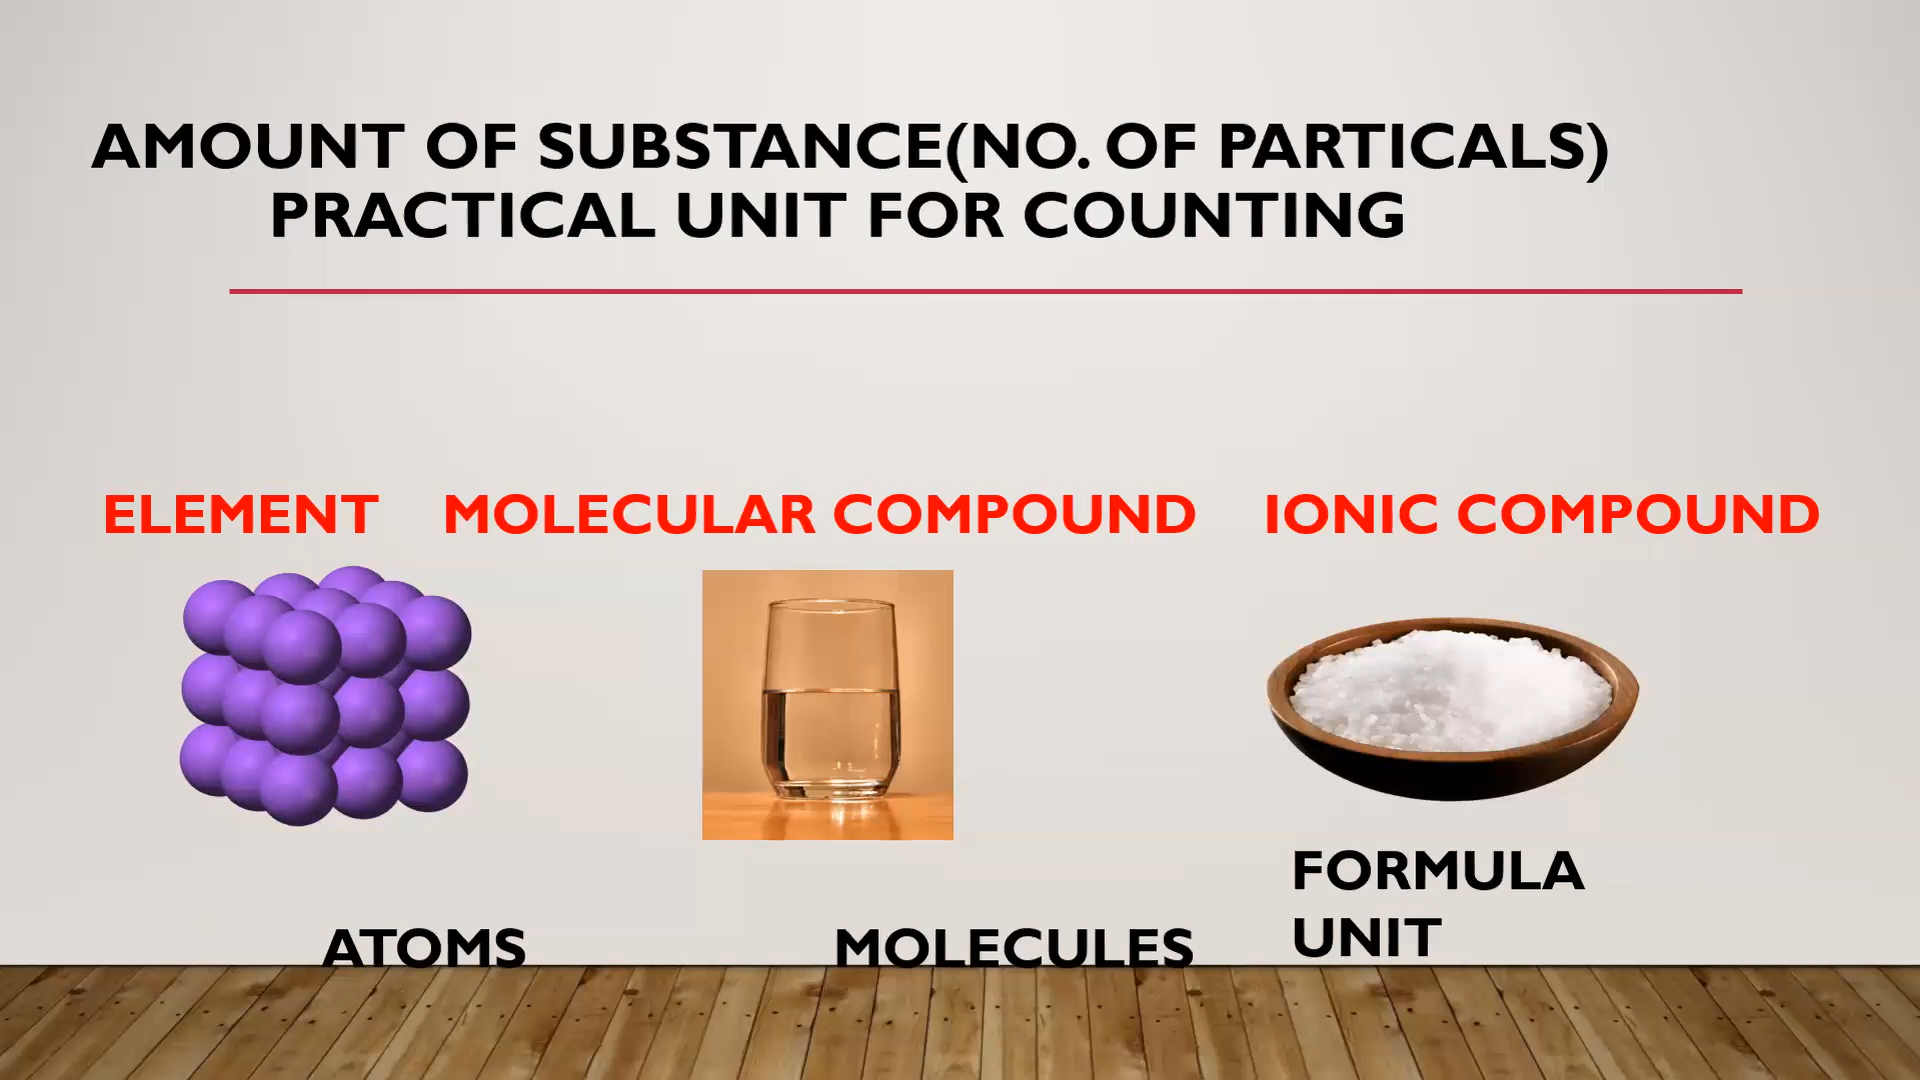 AMOUNT OF SUBSTANCE(NO. OF PARTICALS)
PRACTICAL UNIT FOR COUNTING
ELEMENT MOLECULAR COMPOUND IONIC COMPOUND
ATOMS
MOLECULES
FORMULA
UNIT